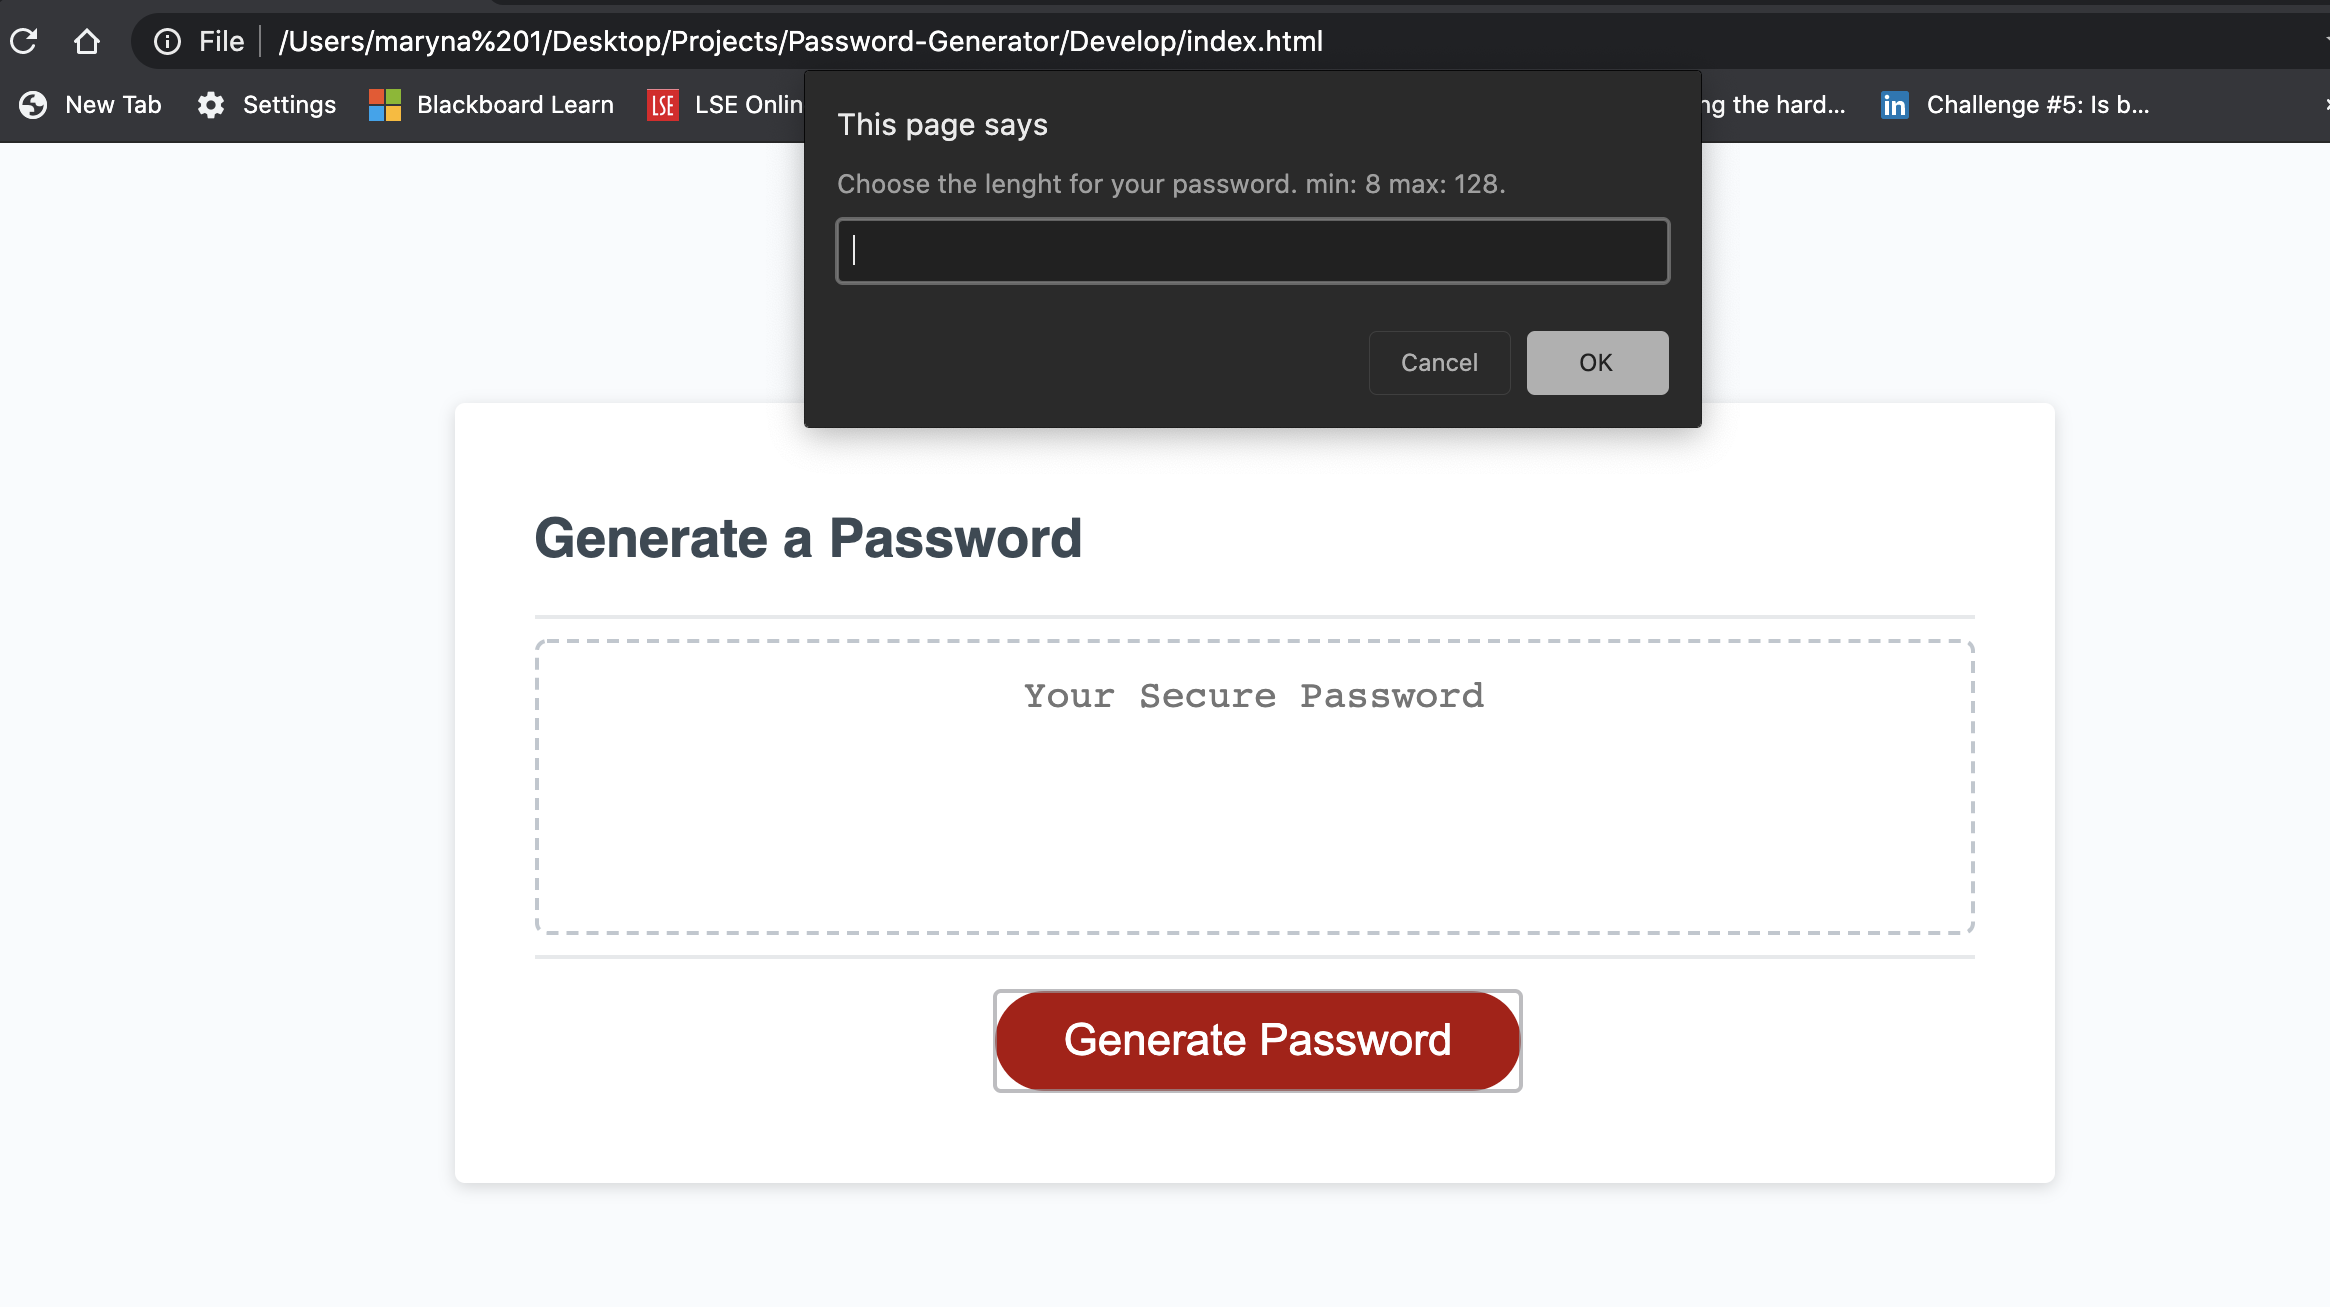 File /Users/maryna%201/Desktop/Projects/Password-Generator/Develop/index.html
New Tab Settings Blackboard Learn LSE LSE Onlin ng the hard... in Challenge #5: Is b...
This page says
Choose the lenght for your password. min: 8 max: 128.
Cancel OK
Generate a Password
Your Secure Password
Generate Password